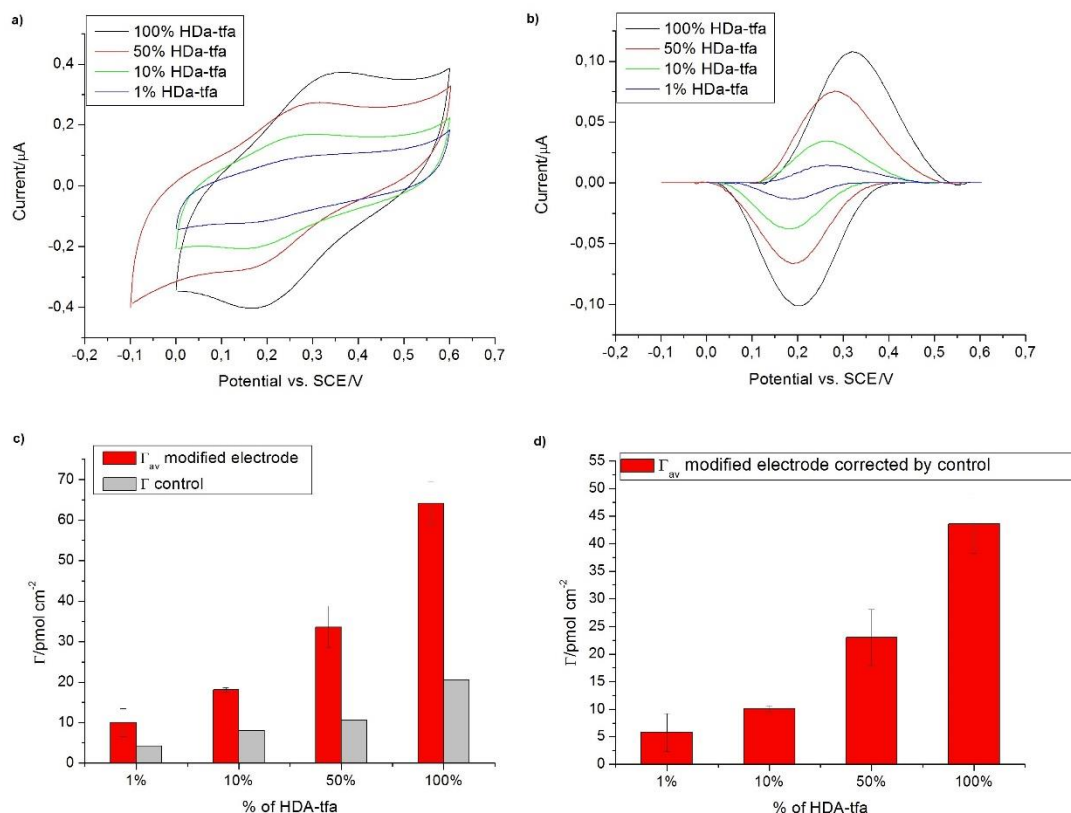 a)
100% HDa-tfa
50% HDa-tfa
10% HDa-tfa
1% HDa-tfa
0,4
0,2
0,0
-0,2
-0,4
Current/μA
-0,2 -0,1 0,0 0,1 0,2 0,3 0,4 0,5 0,6 0,7
Potential vs. SCE/V
b)
100% HDa-tfa
50% HDa-tfa
10% HDa-tfa
1% HDa-tfa
0,10
0,05
0,00
-0,05
-0,10
Current/μA
-0,2 -0,1 0,0 0,1 0,2 0,3 0,4 0,5 0,6 0,7
Potential vs. SCE/V
c)
Γav modified electrode
Γ control
70
60
50
40
30
20
10
0
Γ/pmol cm⁻²
1% 10% 50% 100%
% of HDA-tfa
d)
Γav modified electrode corrected by control
55
50
45
40
35
30
25
20
15
10
5
0
Γ/pmol cm⁻²
1% 10% 50% 100%
% of HDA-tfa